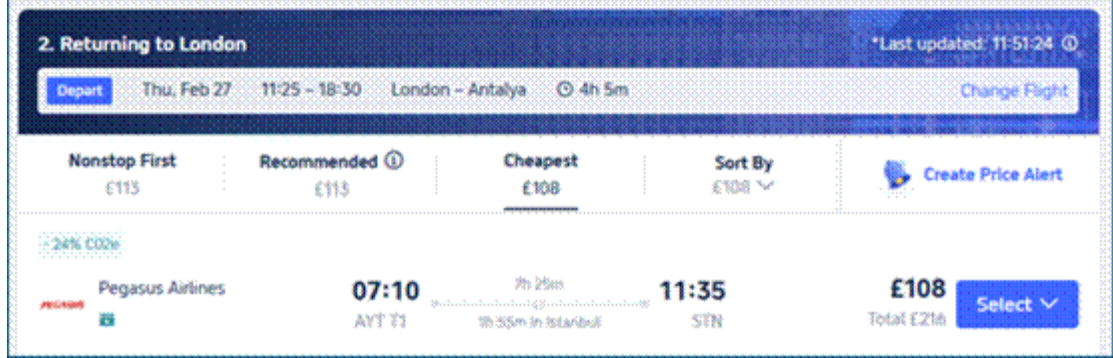 2. Returning to London
*Last updated: 11:51:24
Depart Thu, Feb 27 11:25 – 18:30 London – Antalya 4h 5m Change Flight
Nonstop First Recommended Cheapest Sort By
£113 £113 £108 £108
Create Price Alert
- 24% CO2e
Pegasus Airlines 07:10 7h 25m 11:35 £108 Select
PEGASUS AYT T1 1h 55m in Istanbul STN Total £216